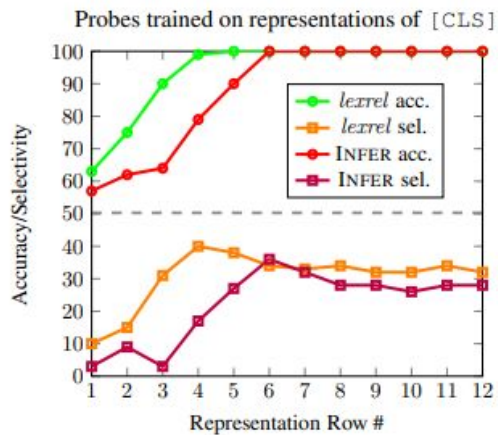 Probes trained on representations of [CLS]
100
90
80
70
60
50
40
30
20
10
0
Accuracy/Selectivity
lexrel acc.
lexrel sel.
INFER acc.
INFER sel.
1 2 3 4 5 6 7 8 9 10 11 12
Representation Row #